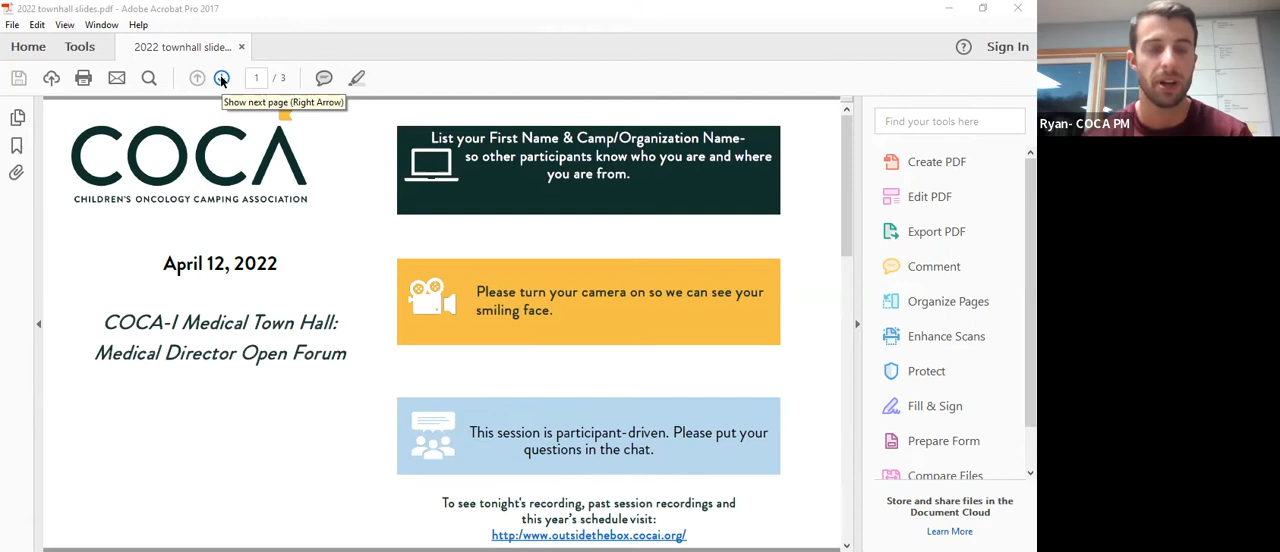 2022 townhall slides.pdf - Adobe Acrobat Pro 2017
File Edit View Window Help
Home Tools 2022 townhall slide... × Sign In
1 / 3
Show next page (Right Arrow)
COCA
CHILDREN'S ONCOLOGY CAMPING ASSOCIATION
April 12, 2022
COCA-I Medical Town Hall:
Medical Director Open Forum
List your First Name & Camp/Organization Name-
so other participants know who you are and where
you are from.
Please turn your camera on so we can see your
smiling face.
This session is participant-driven. Please put your
questions in the chat.
To see tonight's recording, past session recordings and
this year's schedule visit:
http:/www.outsidethebox.cocai.org/
Find your tools here
Create PDF
Edit PDF
Export PDF
Comment
Organize Pages
Enhance Scans
Protect
Fill & Sign
Prepare Form
Compare Files
Store and share files in the
Document Cloud
Learn More
Ryan- COCA PM